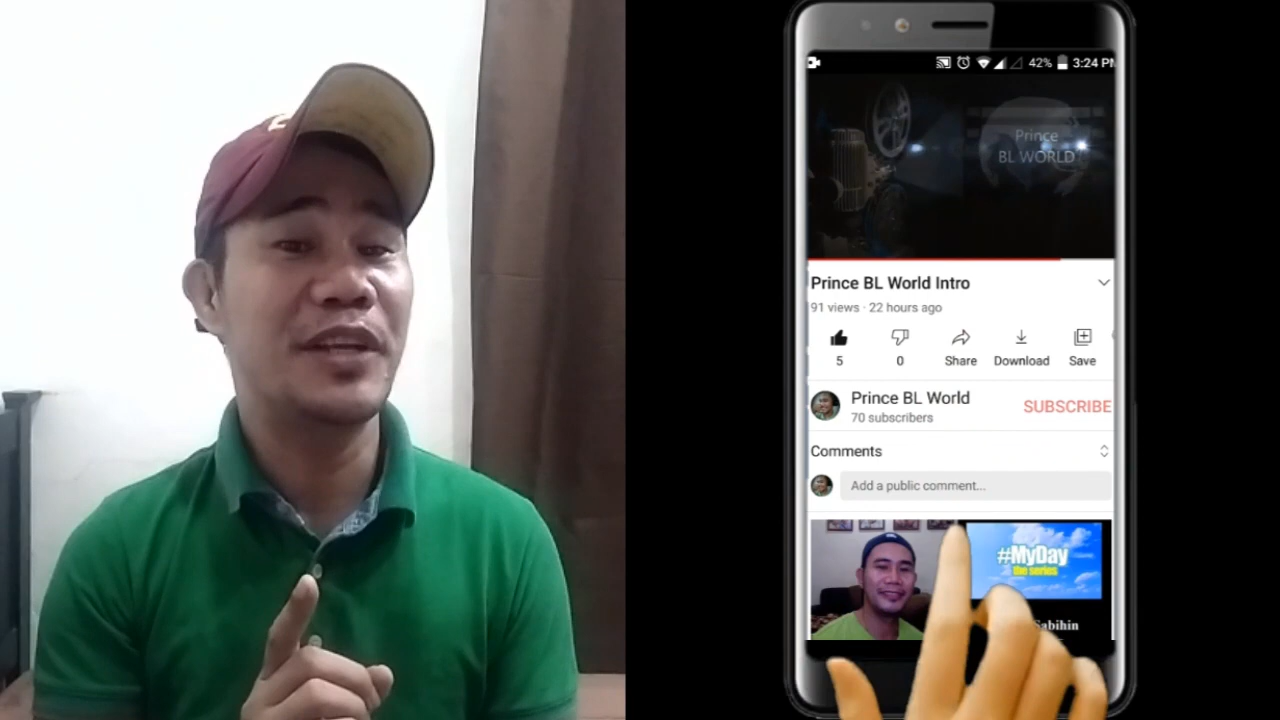 42% 3:24 PM
Prince
BL WORLD
Prince BL World Intro
91 views · 22 hours ago
5
0
Share
Download
Save
Prince BL World
70 subscribers
SUBSCRIBE
Comments
Add a public comment...
#MyDay
the series
Sabihin